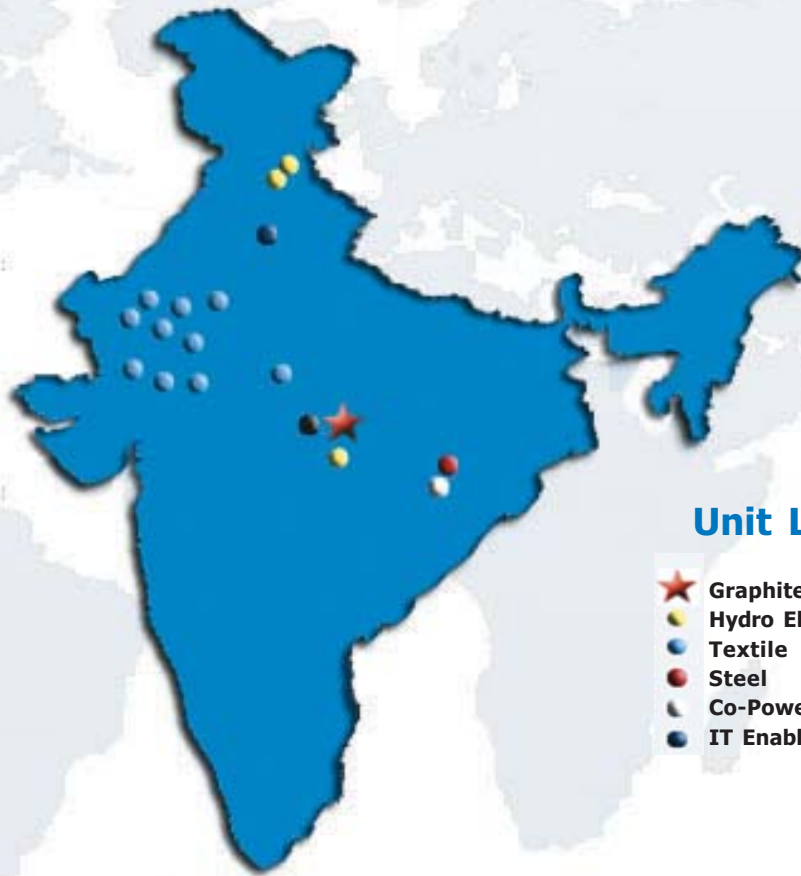 Unit L
Graphite
Hydro El
Textile
Steel
Co-Powe
IT Enabl